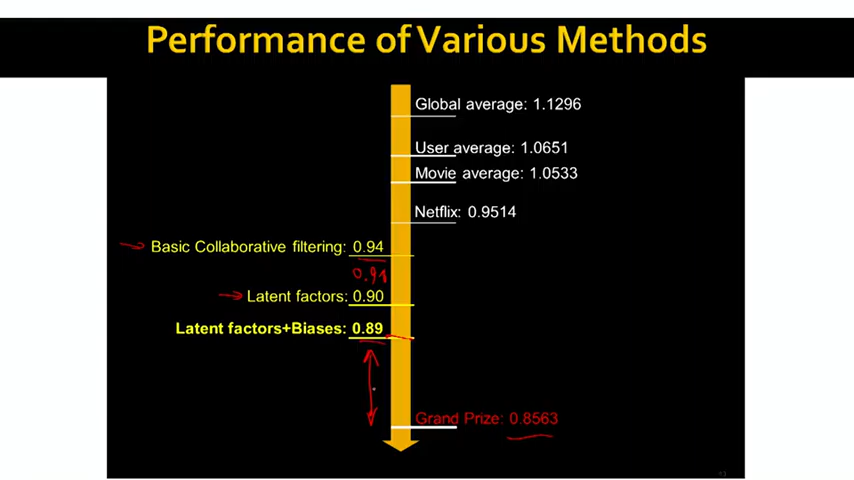 Performance of Various Methods
Global average: 1.1296
User average: 1.0651
Movie average: 1.0533
Netflix: 0.9514
Basic Collaborative filtering: 0.94
0.91
Latent factors: 0.90
Latent factors+Biases: 0.89
Grand Prize: 0.8563